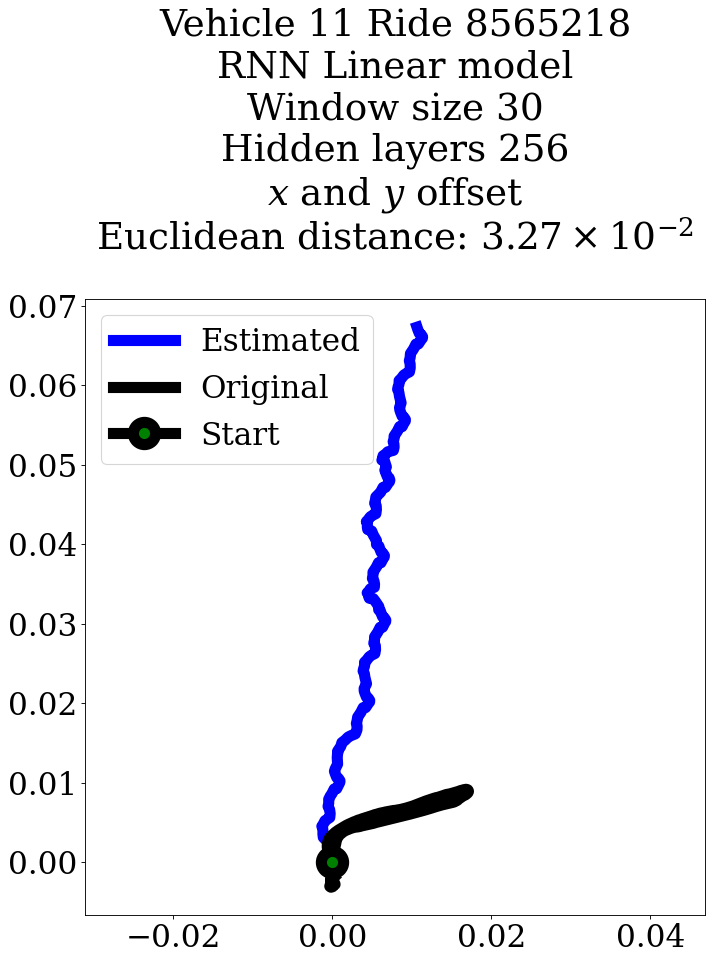 Vehicle 11 Ride 8565218
RNN Linear model
Window size 30
Hidden layers 256
x and y offset
Euclidean distance: 3.27 × 10⁻²
0.07
0.06
0.05
0.04
0.03
0.02
0.01
0.00
Estimated
Original
Start
−0.02 0.00 0.02 0.04